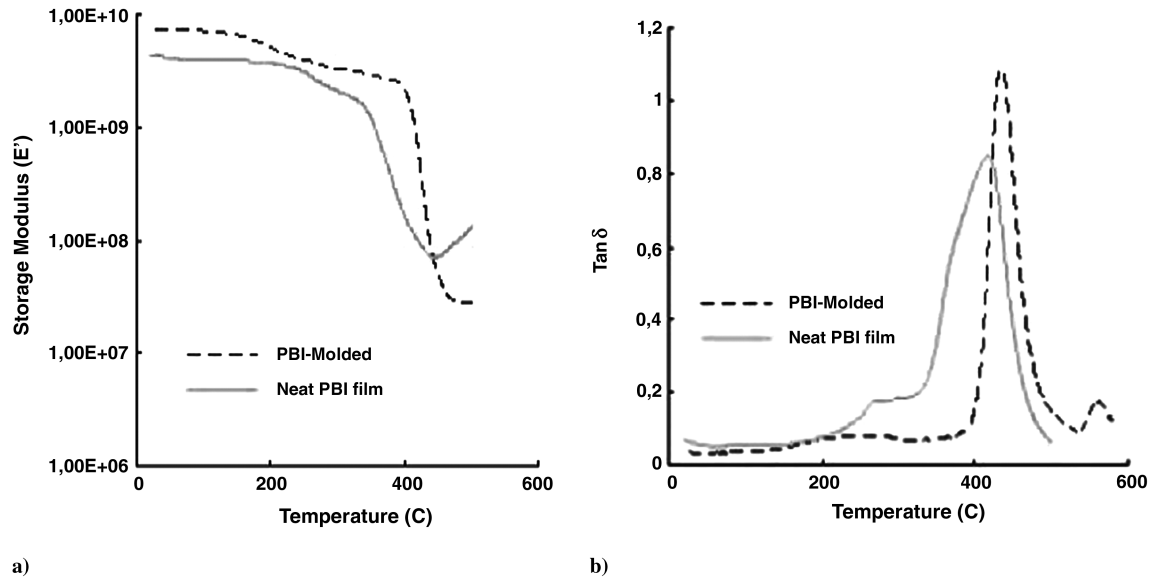 1,00E+10
1,00E+09
1,00E+08
1,00E+07
1,00E+06
Storage Modulus (E')
PBI-Molded
Neat PBI film
0 200 400 600
Temperature (C)
a)
1,2
1
0,8
0,6
0,4
0,2
0
Tan δ
PBI-Molded
Neat PBI film
0 200 400 600
Temperature (C)
b)